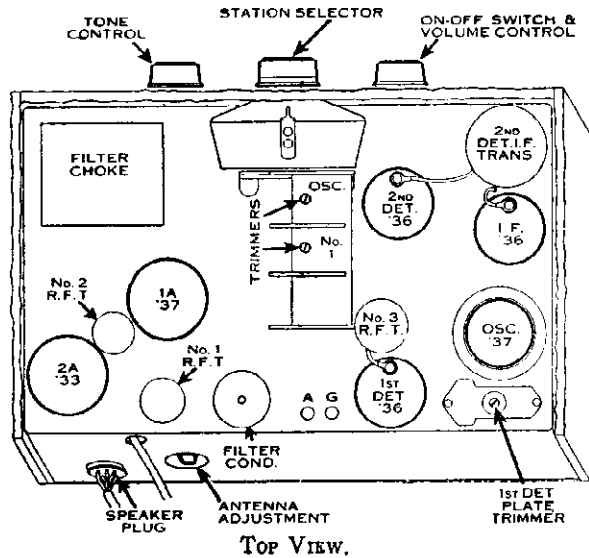 TONE
CONTROL
STATION
SELECTOR
ON-OFF SWITCH &
VOLUME CONTROL
FILTER
CHOKE
TRIMMERS
OSC.
No.
1
2ND
DET.
'36
2ND
DET. I.F.
TRANS
I.F.
'36
No. 2
R.F.T
1A
'37
2A
'33
No. 1
R.F.T
No. 3
R.F.T.
OSC.
'37
A G
1ST
DET
'36
FILTER
COND.
SPEAKER
PLUG
ANTENNA
ADJUSTMENT
1ST DET
PLATE
TRIMMER
TOP VIEW.